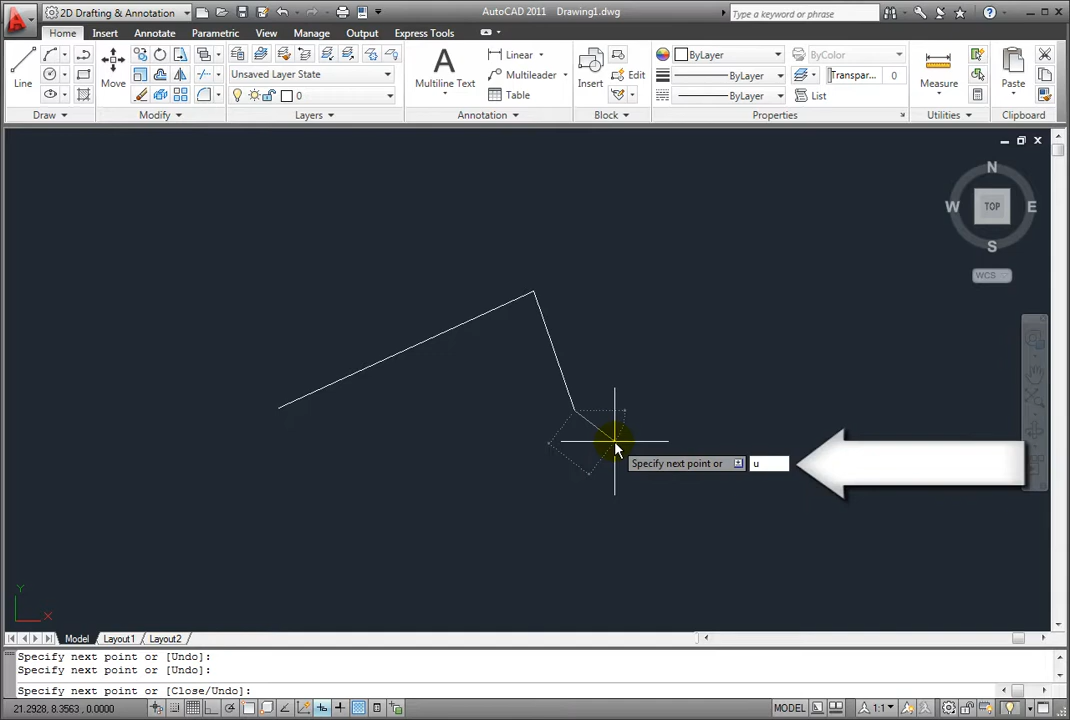 2D Drafting & Annotation
AutoCAD 2011 Drawing1.dwg
Type a keyword or phrase
Home Insert Annotate Parametric View Manage Output Express Tools
Line
Move
Unsaved Layer State
0
Multiline Text
Linear
Multileader
Table
Insert
Edit
ByLayer
ByLayer
ByLayer
ByColor
Transpar... 0
List
Measure
Paste
Draw Modify Layers Annotation Block Properties Utilities Clipboard
N
W TOP E
S
WCS
Specify next point or u
Y
X
Model Layout1 Layout2
Specify next point or [Undo]:
Specify next point or [Undo]:
Specify next point or [Close/Undo]:
21.2928, 8.3563, 0.0000
MODEL 1:1